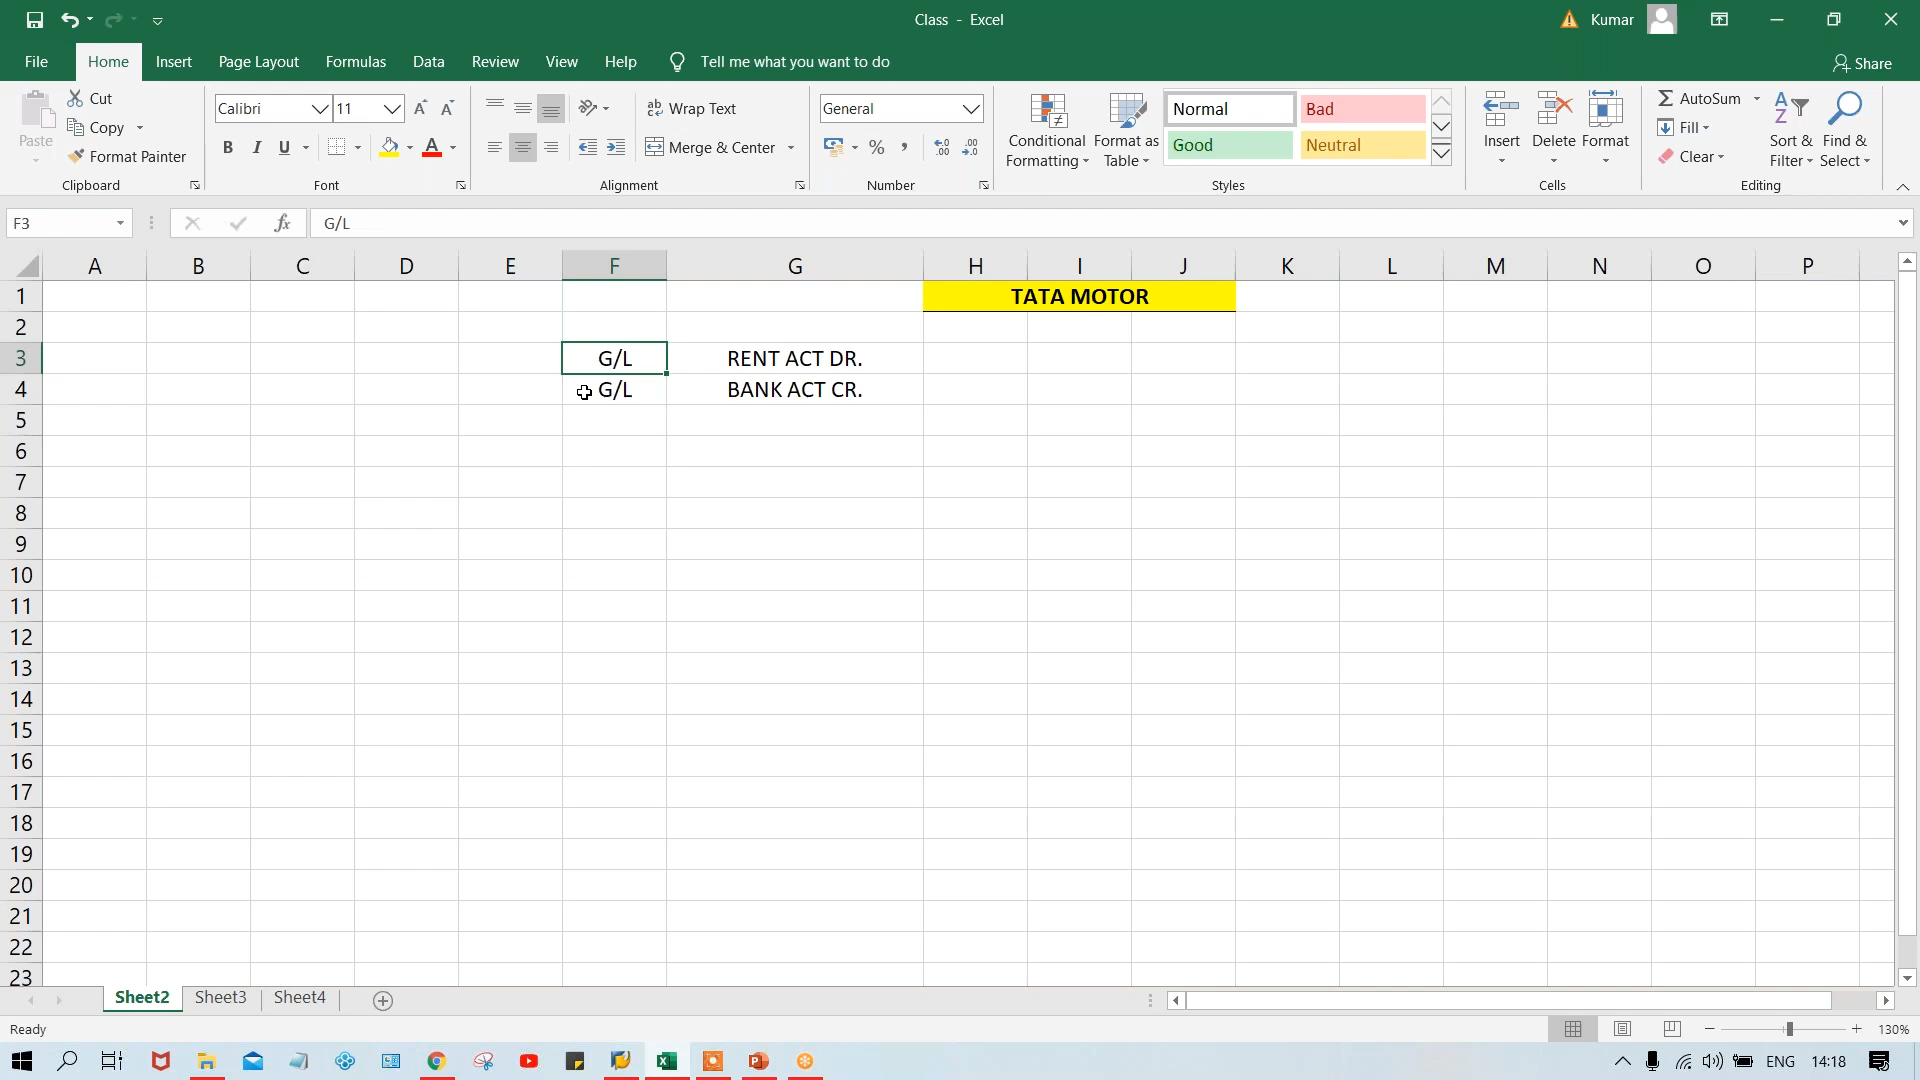 Class - Excel
Kumar
File Home Insert Page Layout Formulas Data Review View Help Tell me what you want to do Share
Paste Cut Copy Format Painter Clipboard
Calibri 11 B I U A Font
ab Wrap Text Merge & Center Alignment
General % , Number
Conditional Formatting Format as Table
Normal Bad
Good Neutral
Styles
Insert Delete Format Cells
AutoSum Fill Clear Sort & Filter Find & Select Editing
F3 fx G/L
A B C D E F G H I J K L M N O P
1 TATA MOTOR
2
3 G/L RENT ACT DR.
4 G/L BANK ACT CR.
5
6
7
8
9
10
11
12
13
14
15
16
17
18
19
20
21
22
23
Sheet2 Sheet3 Sheet4
Ready 130%
ENG 14:18